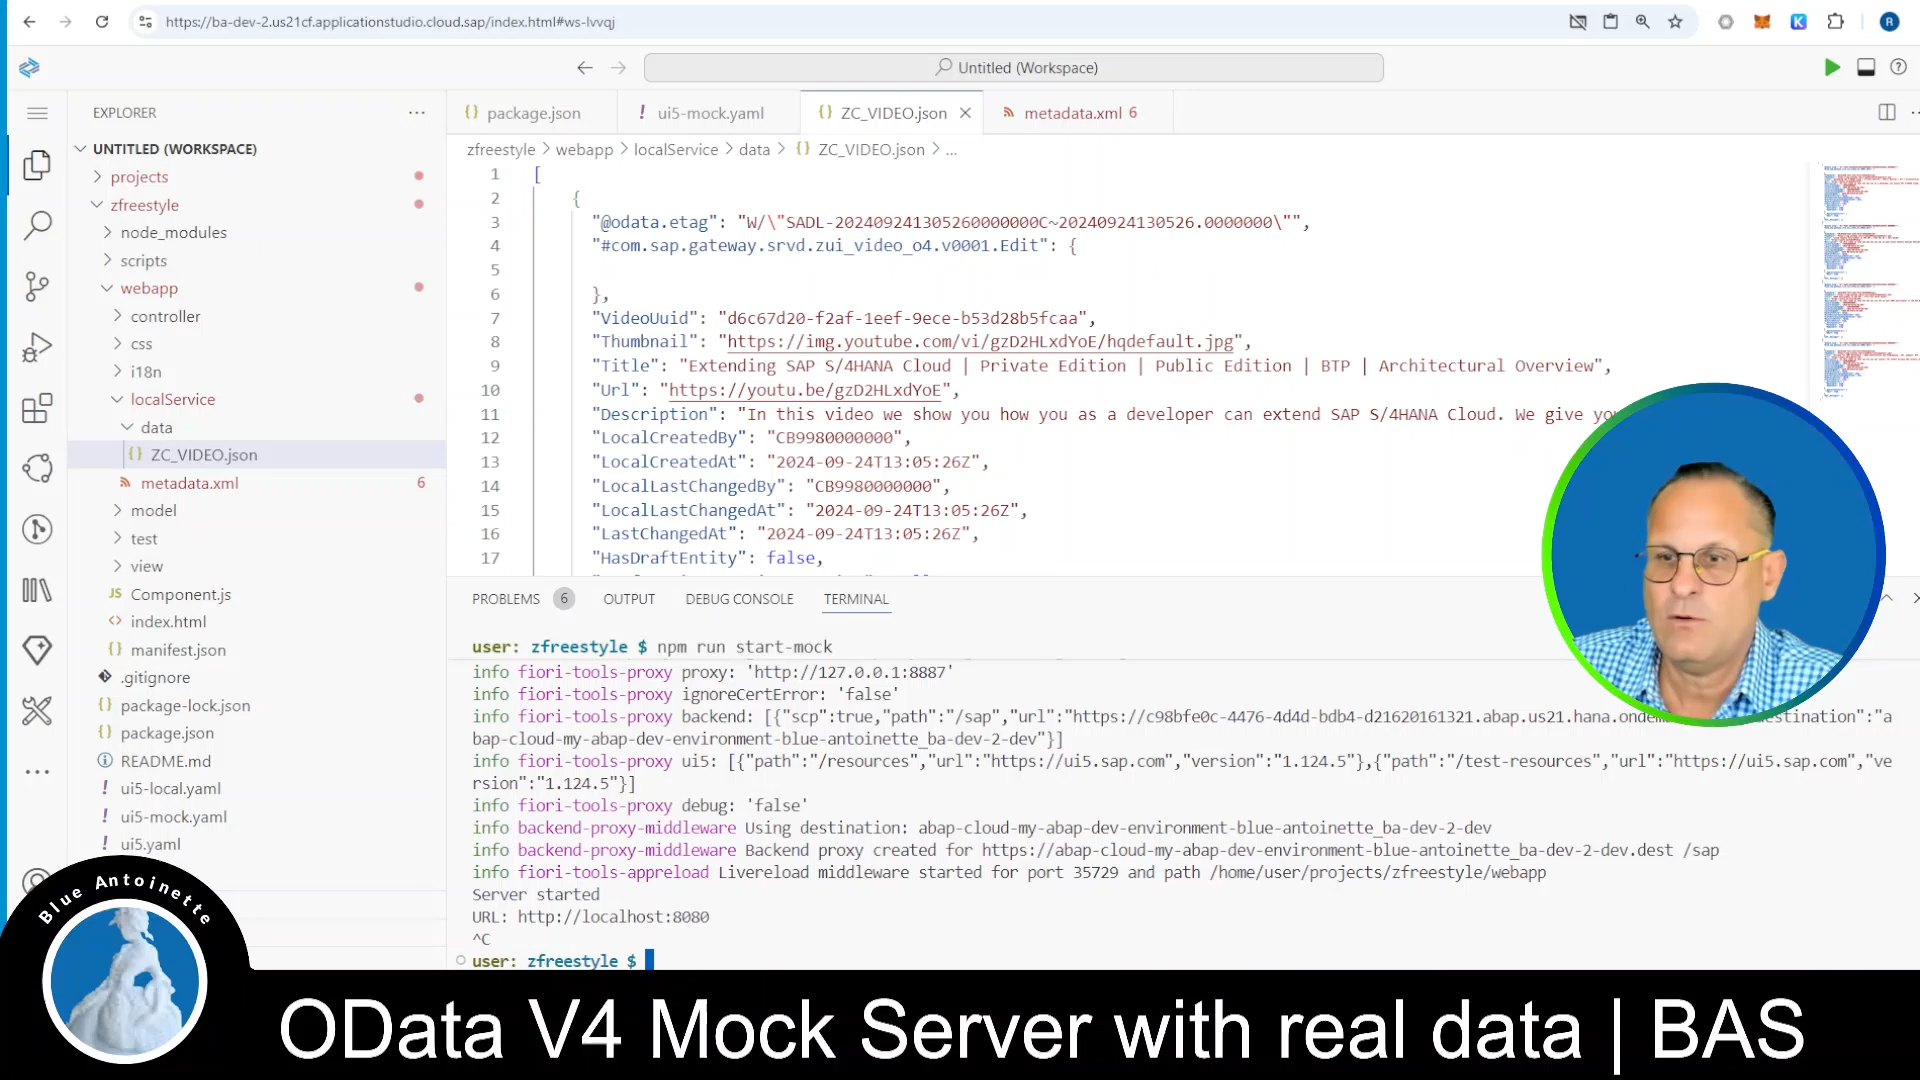 https://ba-dev-2.us21cf.applicationstudio.cloud.sap/index.html#ws-lvvqj
R
Untitled (Workspace)
EXPLORER
UNTITLED (WORKSPACE)
projects
zfreestyle
node_modules
scripts
webapp
controller
css
i18n
localService
data
ZC_VIDEO.json
metadata.xml 6
model
test
view
JS Component.js
index.html
manifest.json
.gitignore
package-lock.json
package.json
README.md
ui5-local.yaml
ui5-mock.yaml
ui5.yaml
package.json
ui5-mock.yaml
ZC_VIDEO.json
metadata.xml 6
zfreestyle > webapp > localService > data > {} ZC_VIDEO.json > ...
1 [
2 {
3 "@odata.etag": "W/\"SADL-202409241305260000000C~20240924130526.0000000\"",
4 "#com.sap.gateway.srvd.zui_video_o4.v0001.Edit": {
5
6 },
7 "VideoUuid": "d6c67d20-f2af-1eef-9ece-b53d28b5fcaa",
8 "Thumbnail": "https://img.youtube.com/vi/gzD2HLxdYoE/hqdefault.jpg",
9 "Title": "Extending SAP S/4HANA Cloud | Private Edition | Public Edition | BTP | Architectural Overview",
10 "Url": "https://youtu.be/gzD2HLxdYoE",
11 "Description": "In this video we show you how you as a developer can extend SAP S/4HANA Cloud. We give you
12 "LocalCreatedBy": "CB9980000000",
13 "LocalCreatedAt": "2024-09-24T13:05:26Z",
14 "LocalLastChangedBy": "CB9980000000",
15 "LocalLastChangedAt": "2024-09-24T13:05:26Z",
16 "LastChangedAt": "2024-09-24T13:05:26Z",
17 "HasDraftEntity": false,
PROBLEMS 6 OUTPUT DEBUG CONSOLE TERMINAL
user: zfreestyle $ npm run start-mock
info fiori-tools-proxy proxy: 'http://127.0.0.1:8887'
info fiori-tools-proxy ignoreCertError: 'false'
info fiori-tools-proxy backend: [{"scp":true,"path":"/sap","url":"https://c98bfe0c-4476-4d4d-bdb4-d21620161321.abap.us21.hana.ondem estination":"a
bap-cloud-my-abap-dev-environment-blue-antoinette_ba-dev-2-dev"}]
info fiori-tools-proxy ui5: [{"path":"/resources","url":"https://ui5.sap.com","version":"1.124.5"},{"path":"/test-resources","url":"https://ui5.sap.com","ve
rsion":"1.124.5"}]
info fiori-tools-proxy debug: 'false'
info backend-proxy-middleware Using destination: abap-cloud-my-abap-dev-environment-blue-antoinette_ba-dev-2-dev
info backend-proxy-middleware Backend proxy created for https://abap-cloud-my-abap-dev-environment-blue-antoinette_ba-dev-2-dev.dest /sap
info fiori-tools-appreload Livereload middleware started for port 35729 and path /home/user/projects/zfreestyle/webapp
Server started
URL: http://localhost:8080
^C
user: zfreestyle $
Blue Antoinette
OData V4 Mock Server with real data | BAS